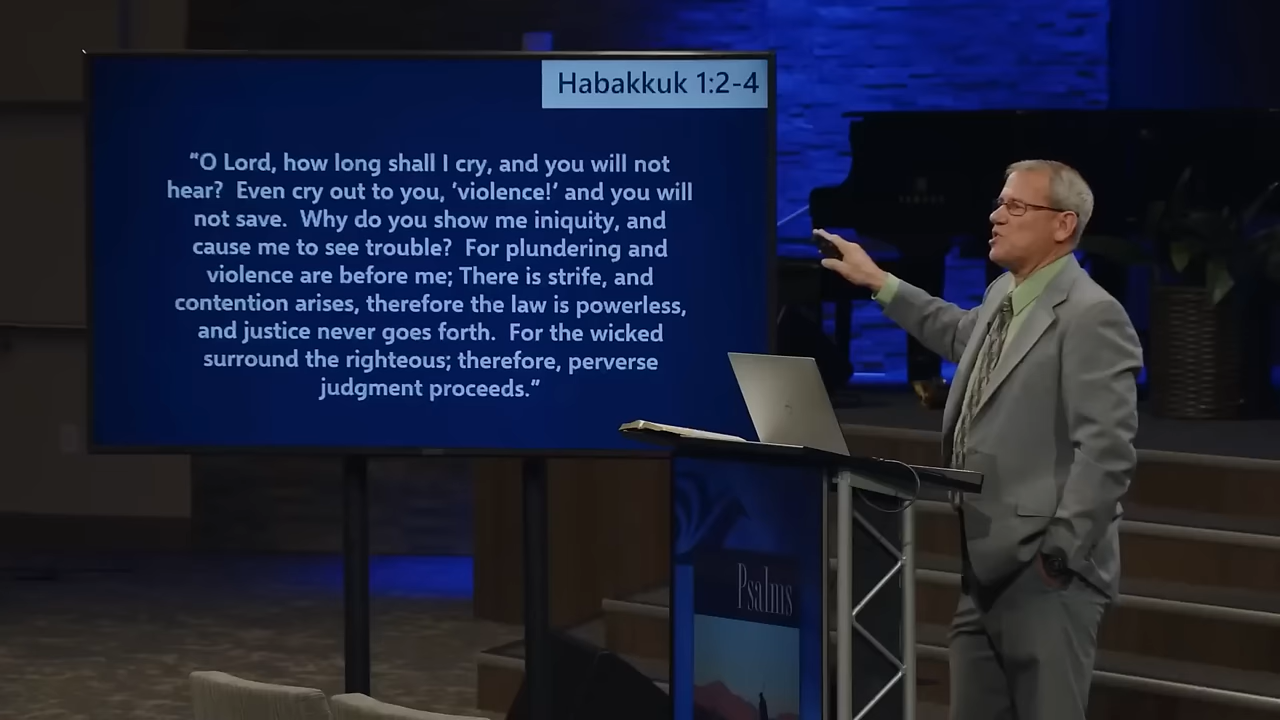 Habakkuk 1:2-4
“O Lord, how long shall I cry, and you will not
hear?  Even cry out to you, ‘violence!’ and you will
not save.  Why do you show me iniquity, and
cause me to see trouble?  For plundering and
violence are before me; There is strife, and
contention arises, therefore the law is powerless,
and justice never goes forth.  For the wicked
surround the righteous; therefore, perverse
judgment proceeds.”
Psalms